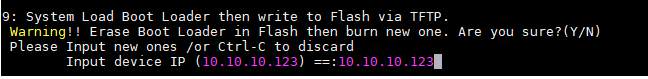 9: System Load Boot Loader then write to Flash via TFTP.
Warning!! Erase Boot Loader in Flash then burn new one. Are you sure?(Y/N)
Please Input new ones /or Ctrl-C to discard
Input device IP (10.10.10.123) ==:10.10.10.123